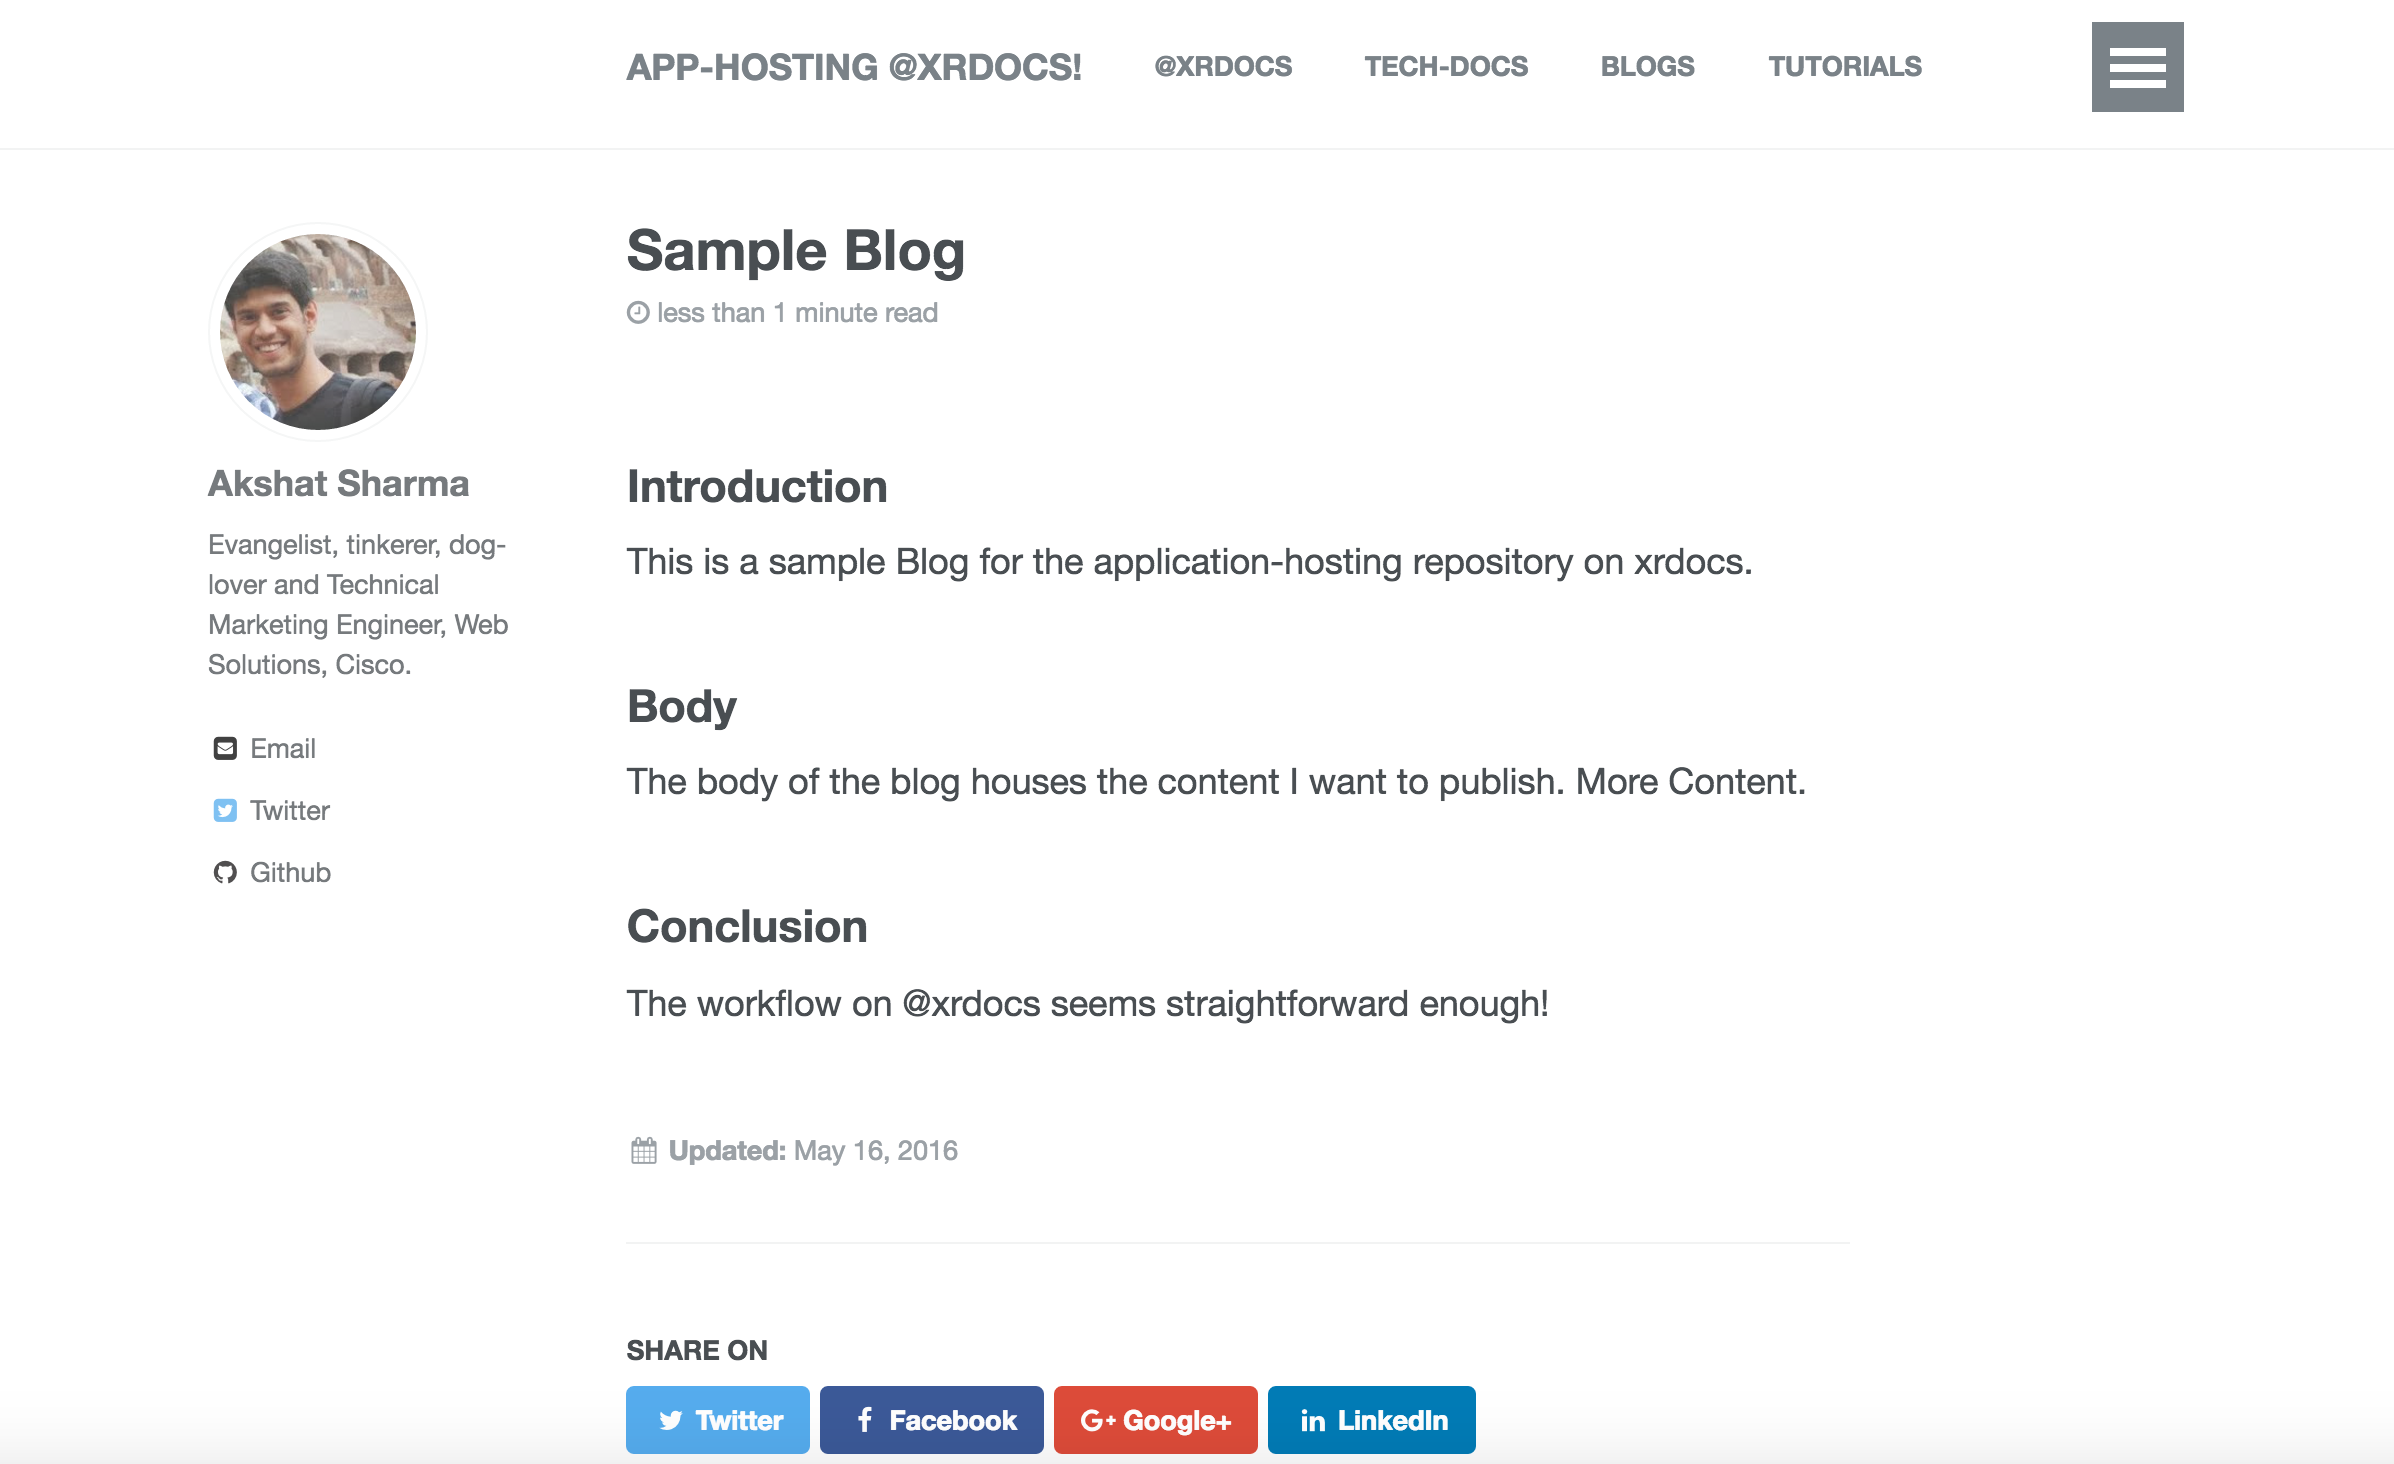 APP-HOSTING @XRDOCS! @XRDOCS TECH-DOCS BLOGS TUTORIALS
Akshat Sharma
Evangelist, tinkerer, dog-
lover and Technical
Marketing Engineer, Web
Solutions, Cisco.
Email
Twitter
Github
Sample Blog
less than 1 minute read
Introduction
This is a sample Blog for the application-hosting repository on xrdocs.
Body
The body of the blog houses the content I want to publish. More Content.
Conclusion
The workflow on @xrdocs seems straightforward enough!
Updated: May 16, 2016
SHARE ON
Twitter Facebook G+ Google+ in LinkedIn